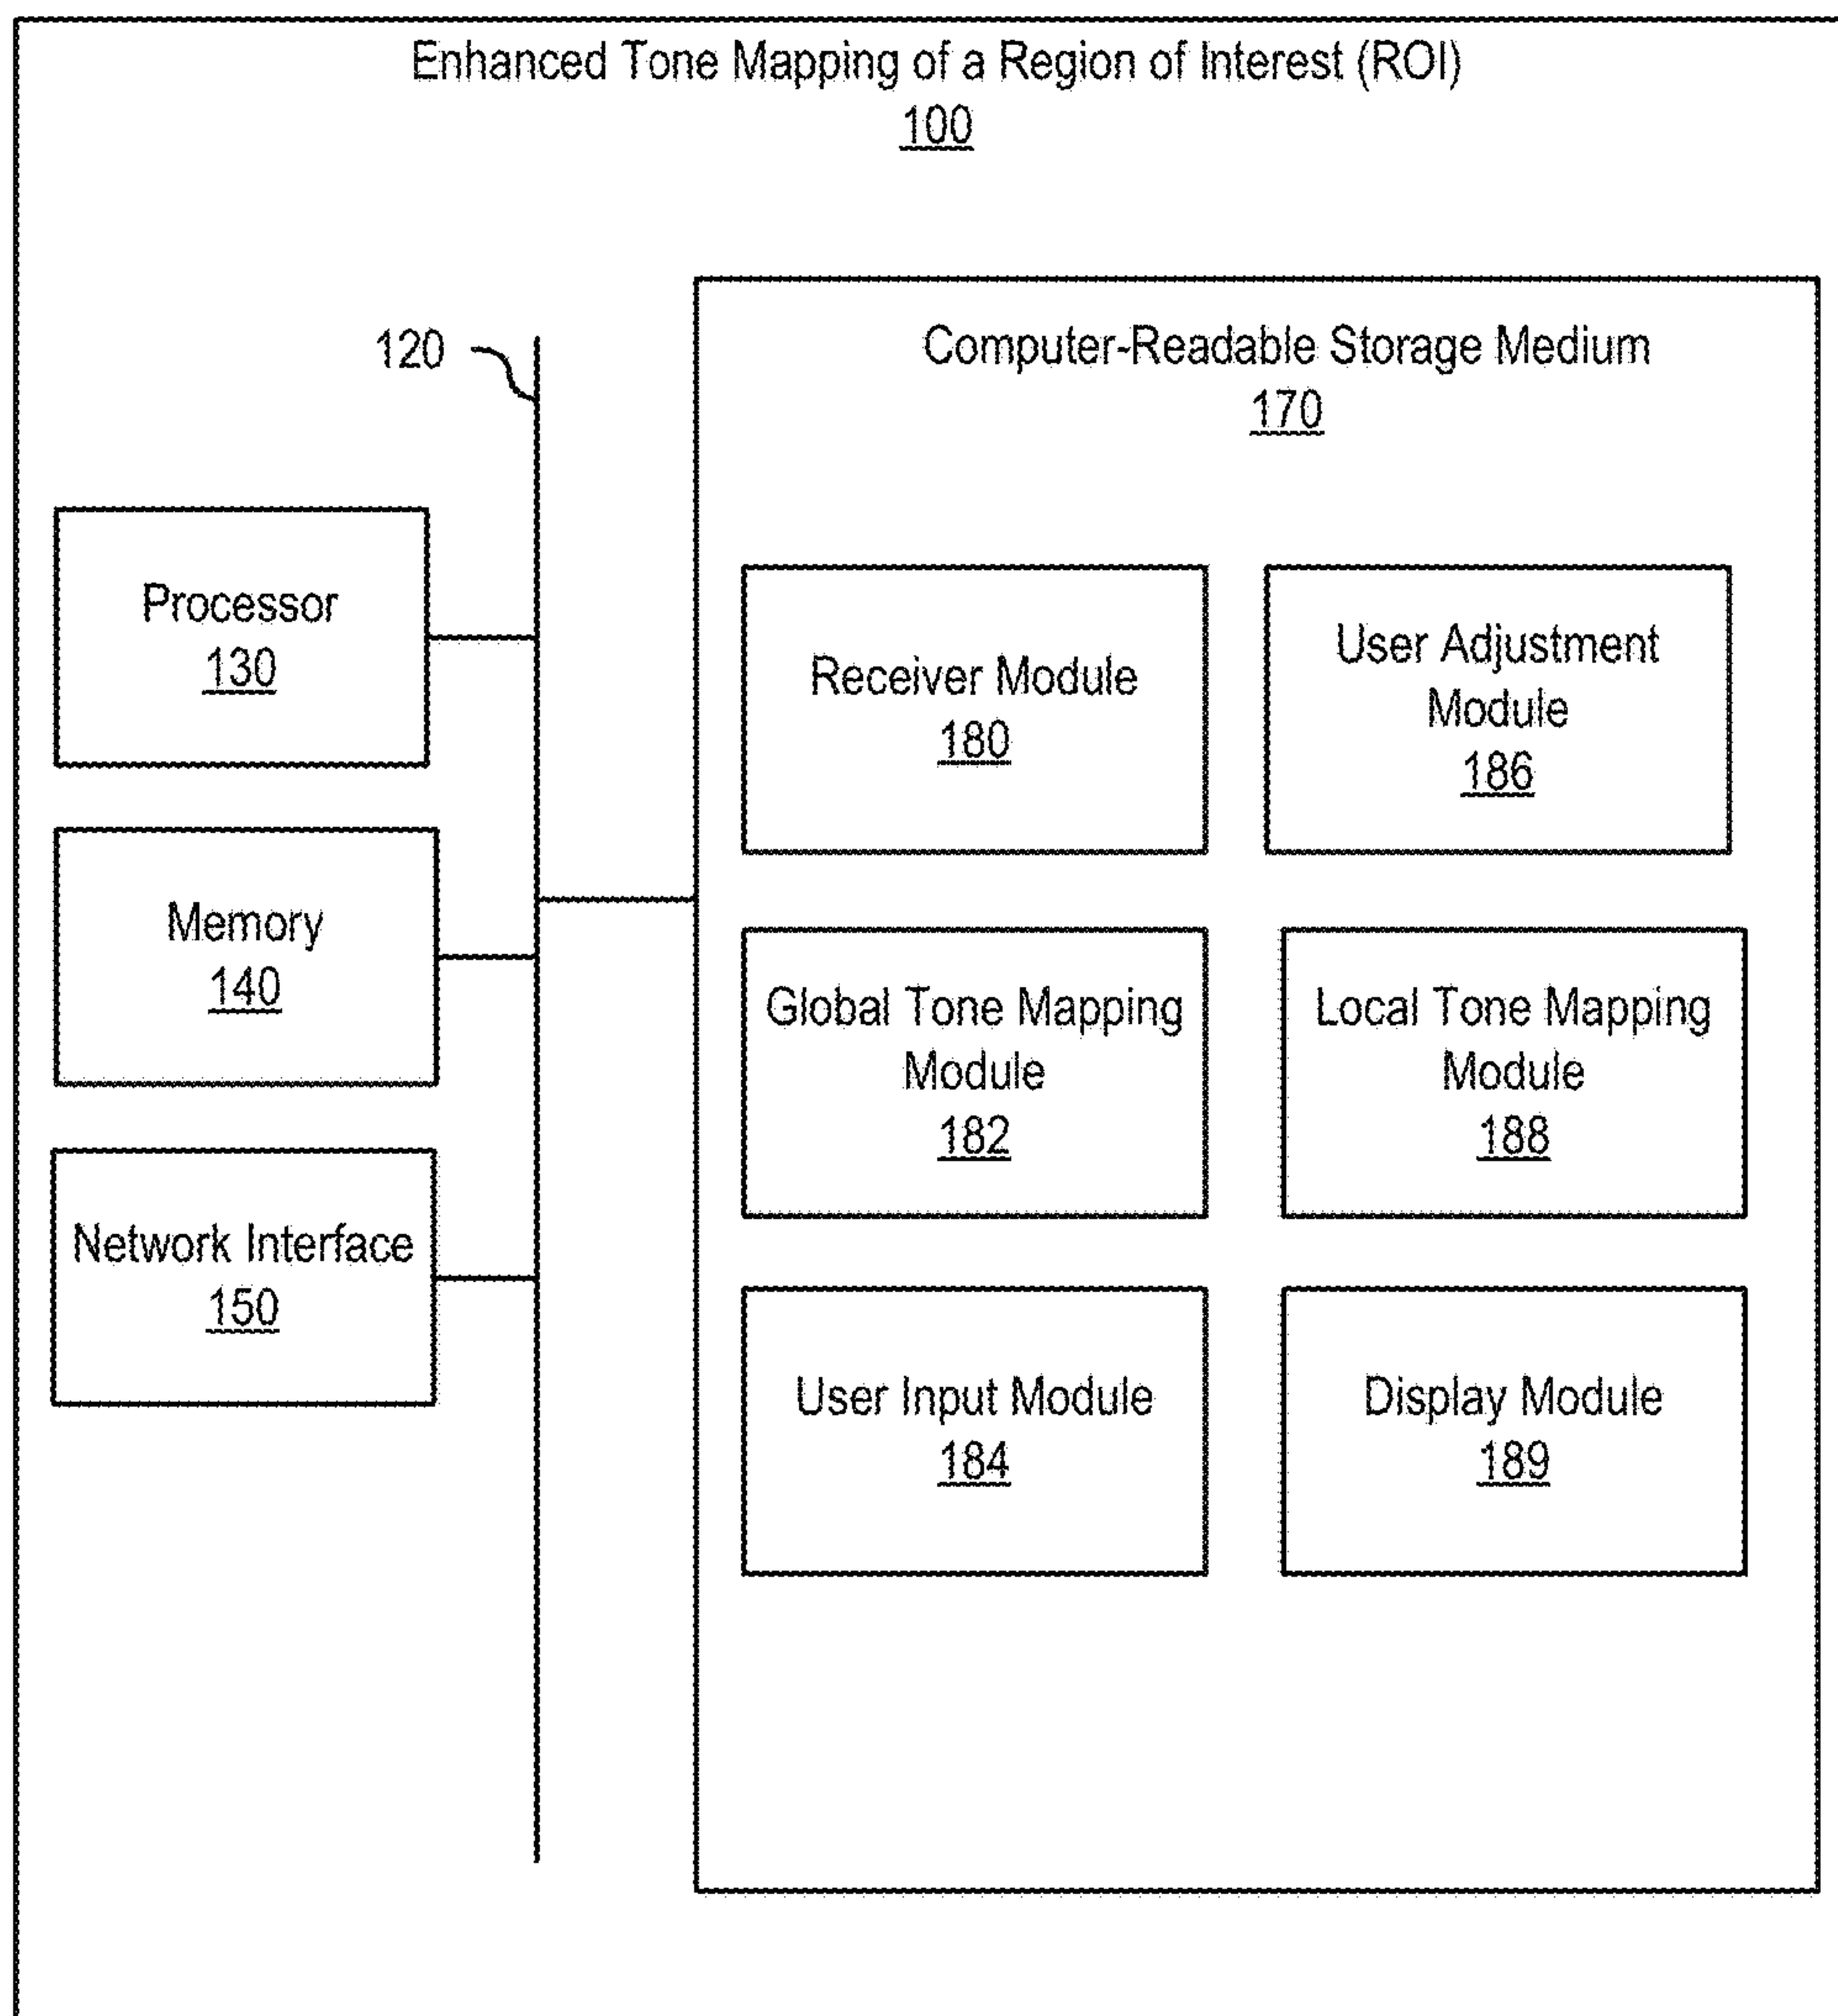 Enhanced Tone Mapping of a Region of Interest (ROI)
100
120
Processor
130
Memory
140
Network Interface
150
Computer-Readable Storage Medium
170
Receiver Module
180
User Adjustment
Module
186
Global Tone Mapping
Module
182
Local Tone Mapping
Module
188
User Input Module
184
Display Module
189